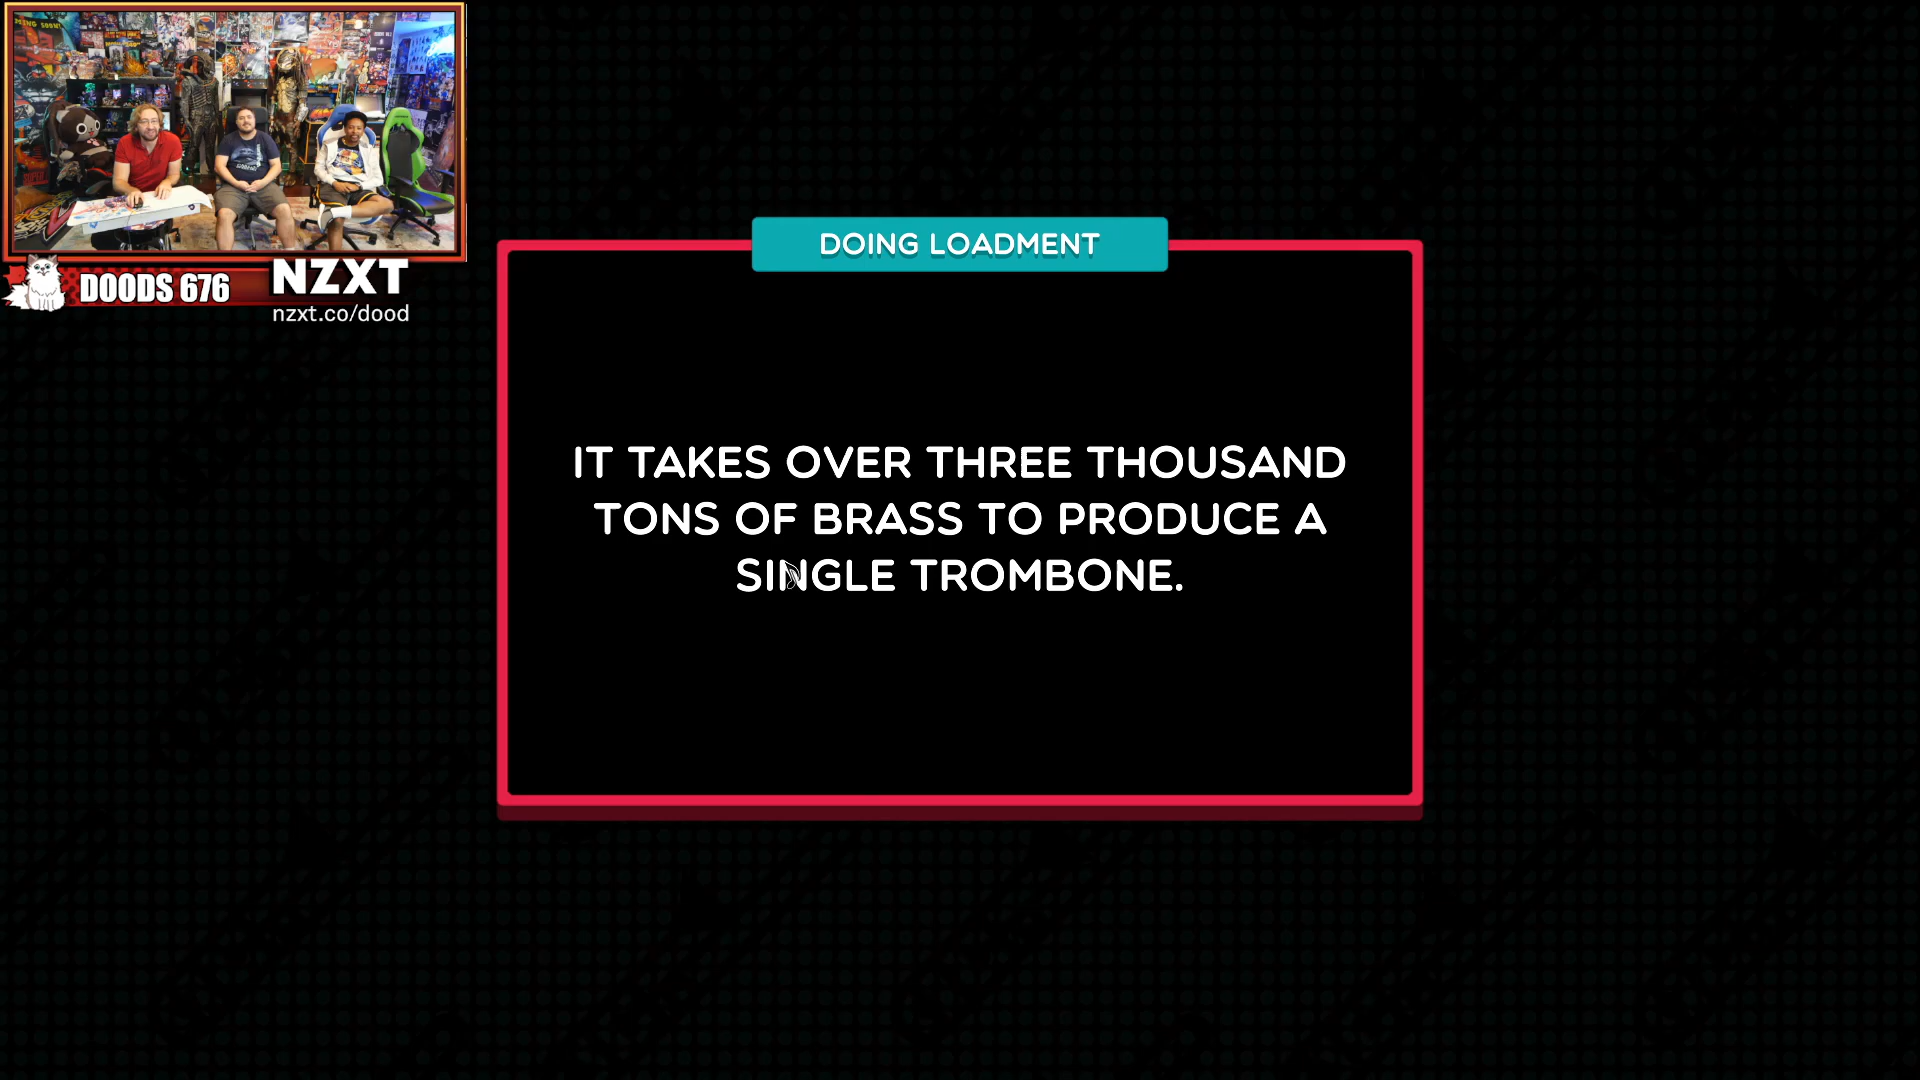 DOODS 676
NZXT
nzxt.co/dood
DOING LOADMENT
IT TAKES OVER THREE THOUSAND
TONS OF BRASS TO PRODUCE A
SINGLE TROMBONE.